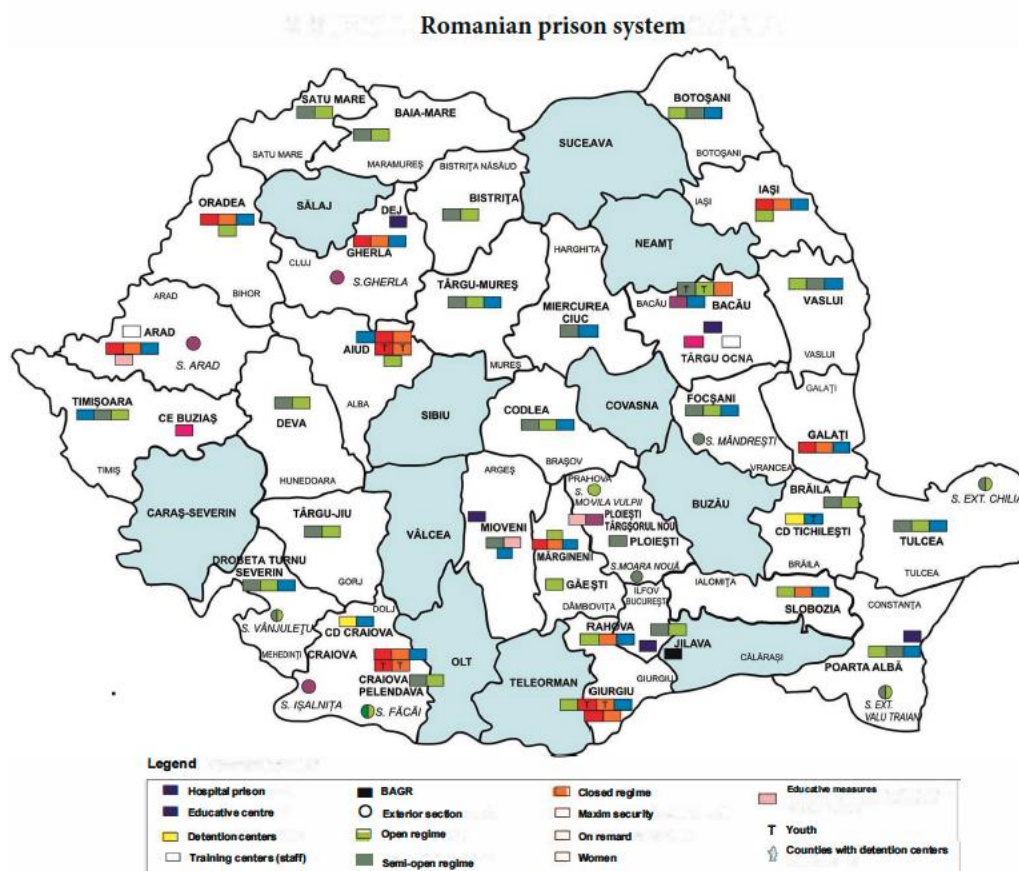 Romanian prison system
SATU MARE
BAIA-MARE
SATU MARE
MARAMUREȘ
BISTRIȚA NĂSĂUD
BISTRIȚA
SUCEAVA
BOTOȘANI
BOTOȘANI
IAȘI
IAȘI
ORADEA
SĂLAJ
DEJ
GHERLA
CLUJ
S.GHERLA
BIHOR
HARGHITA
NEAMȚ
TÂRGU-MUREȘ
MIERCUREA
CIUC
MUREȘ
T T
BACĂU
BACĂU
TÂRGU OCNA
VASLUI
VASLUI
ARAD
ARAD
S. ARAD
AIUD
T T
ALBA
TIMIȘOARA
CE BUZIAȘ
TIMIȘ
DEVA
HUNEDOARA
SIBIU
CODLEA
BRAȘOV
COVASNA
FOCȘANI
S. MÂNDREȘTI
VRANCEA
GALAȚI
GALAȚI
CARAȘ-SEVERIN
TÂRGU-JIU
GORJ
VÂLCEA
ARGEȘ
MIOVENI
PRAHOVA
S.
MOVILA VULPII
PLOIEȘTI
TÂRGȘORUL NOU
PLOIEȘTI
S.MOARA NOUĂ
MĂRGINENI
GĂEȘTI
DÂMBOVIȚA
BUZĂU
BRĂILA
T
CD TICHILEȘTI
BRĂILA
S. EXT. CHILIA
TULCEA
TULCEA
DROBETA TURNU
SEVERIN
S. VÂNJULEȚU
MEHEDINȚI
DOLJ
CD CRAIOVA
CRAIOVA
T T
CRAIOVA
PELENDAVA
S. IȘALNIȚA
S. FĂCĂI
OLT
TELEORMAN
ILFOV
BUCUREȘTI
RAHOVA
JILAVA
GIURGIU
GIURGIU
T T
IALOMIȚA
SLOBOZIA
CĂLĂRAȘI
CONSTANȚA
POARTA ALBĂ
S. EXT.
VALU TRAIAN
Legend
Hospital prison
Educative centre
Detention centers
Training centers (staff)
BAGR
Exterior section
Open regime
Semi-open regime
Closed regime
Maxim security
On remard
Women
Educative measures
T Youth
Counties with detention centers